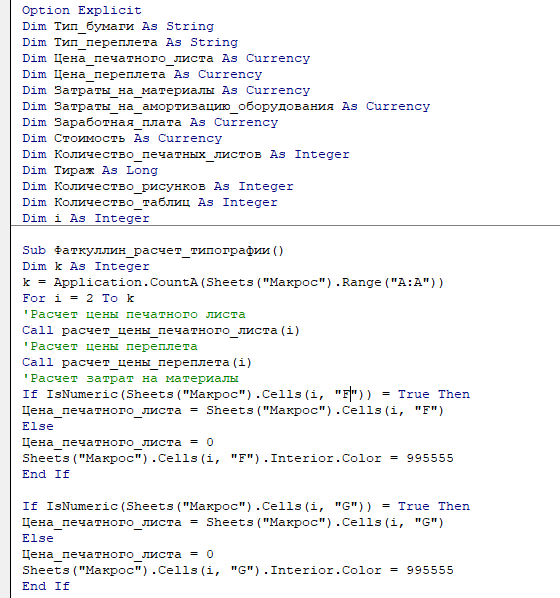 Option Explicit
Dim Тип_бумаги As String
Dim Тип_переплета As String
Dim Цена_печатного_листа As Currency
Dim Цена_переплета As Currency
Dim Затраты_на_материалы As Currency
Dim Затраты_на_амортизацию_оборудования As Currency
Dim Заработная_плата As Currency
Dim Стоимость As Currency
Dim Количество_печатных_листов As Integer
Dim Тираж As Long
Dim Количество_рисунков As Integer
Dim Количество_таблиц As Integer
Dim i As Integer
Sub Фаткуллин_расчет_типографии()
Dim k As Integer
k = Application.CountA(Sheets("Макрос").Range("A:A"))
For i = 2 To k
'Расчет цены печатного листа
Call расчет_цены_печатного_листа(i)
'Расчет цены переплета
Call расчет_цены_переплета(i)
'Расчет затрат на материалы
If IsNumeric(Sheets("Макрос").Cells(i, "F")) = True Then
Цена_печатного_листа = Sheets("Макрос").Cells(i, "F")
Else
Цена_печатного_листа = 0
Sheets("Макрос").Cells(i, "F").Interior.Color = 995555
End If
If IsNumeric(Sheets("Макрос").Cells(i, "G")) = True Then
Цена_печатного_листа = Sheets("Макрос").Cells(i, "G")
Else
Цена_печатного_листа = 0
Sheets("Макрос").Cells(i, "G").Interior.Color = 995555
End If